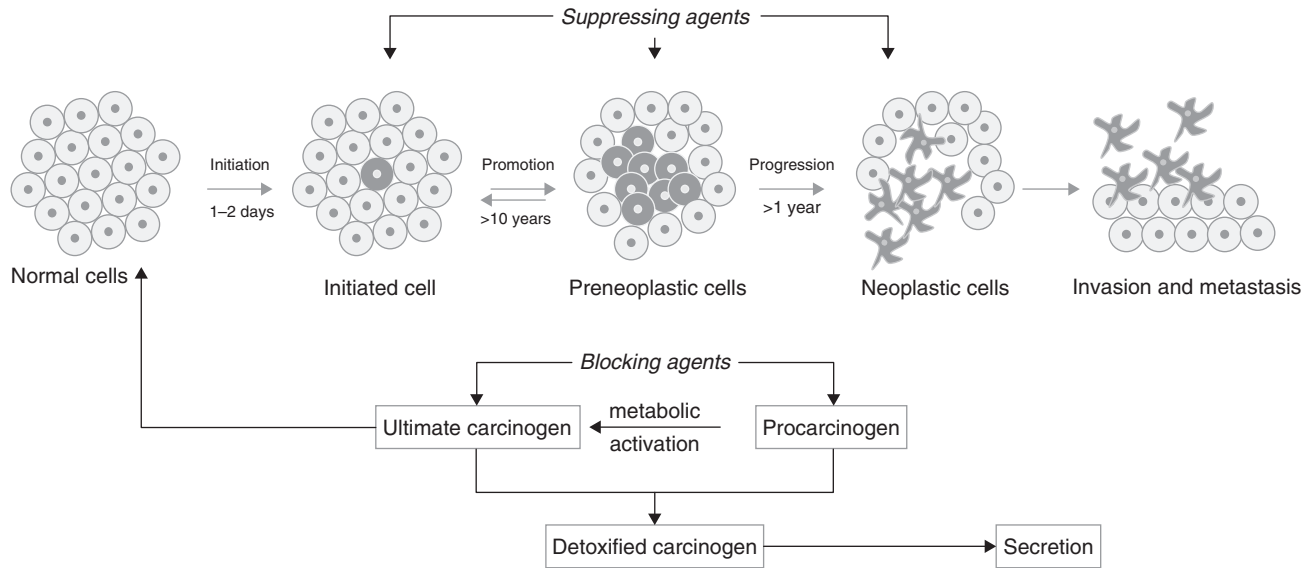 Suppressing agents
Initiation
1–2 days
Promotion
>10 years
Progression
>1 year
Normal cells
Initiated cell
Preneoplastic cells
Neoplastic cells
Invasion and metastasis
Blocking agents
Ultimate carcinogen
metabolic
activation
Procarcinogen
Detoxified carcinogen
Secretion